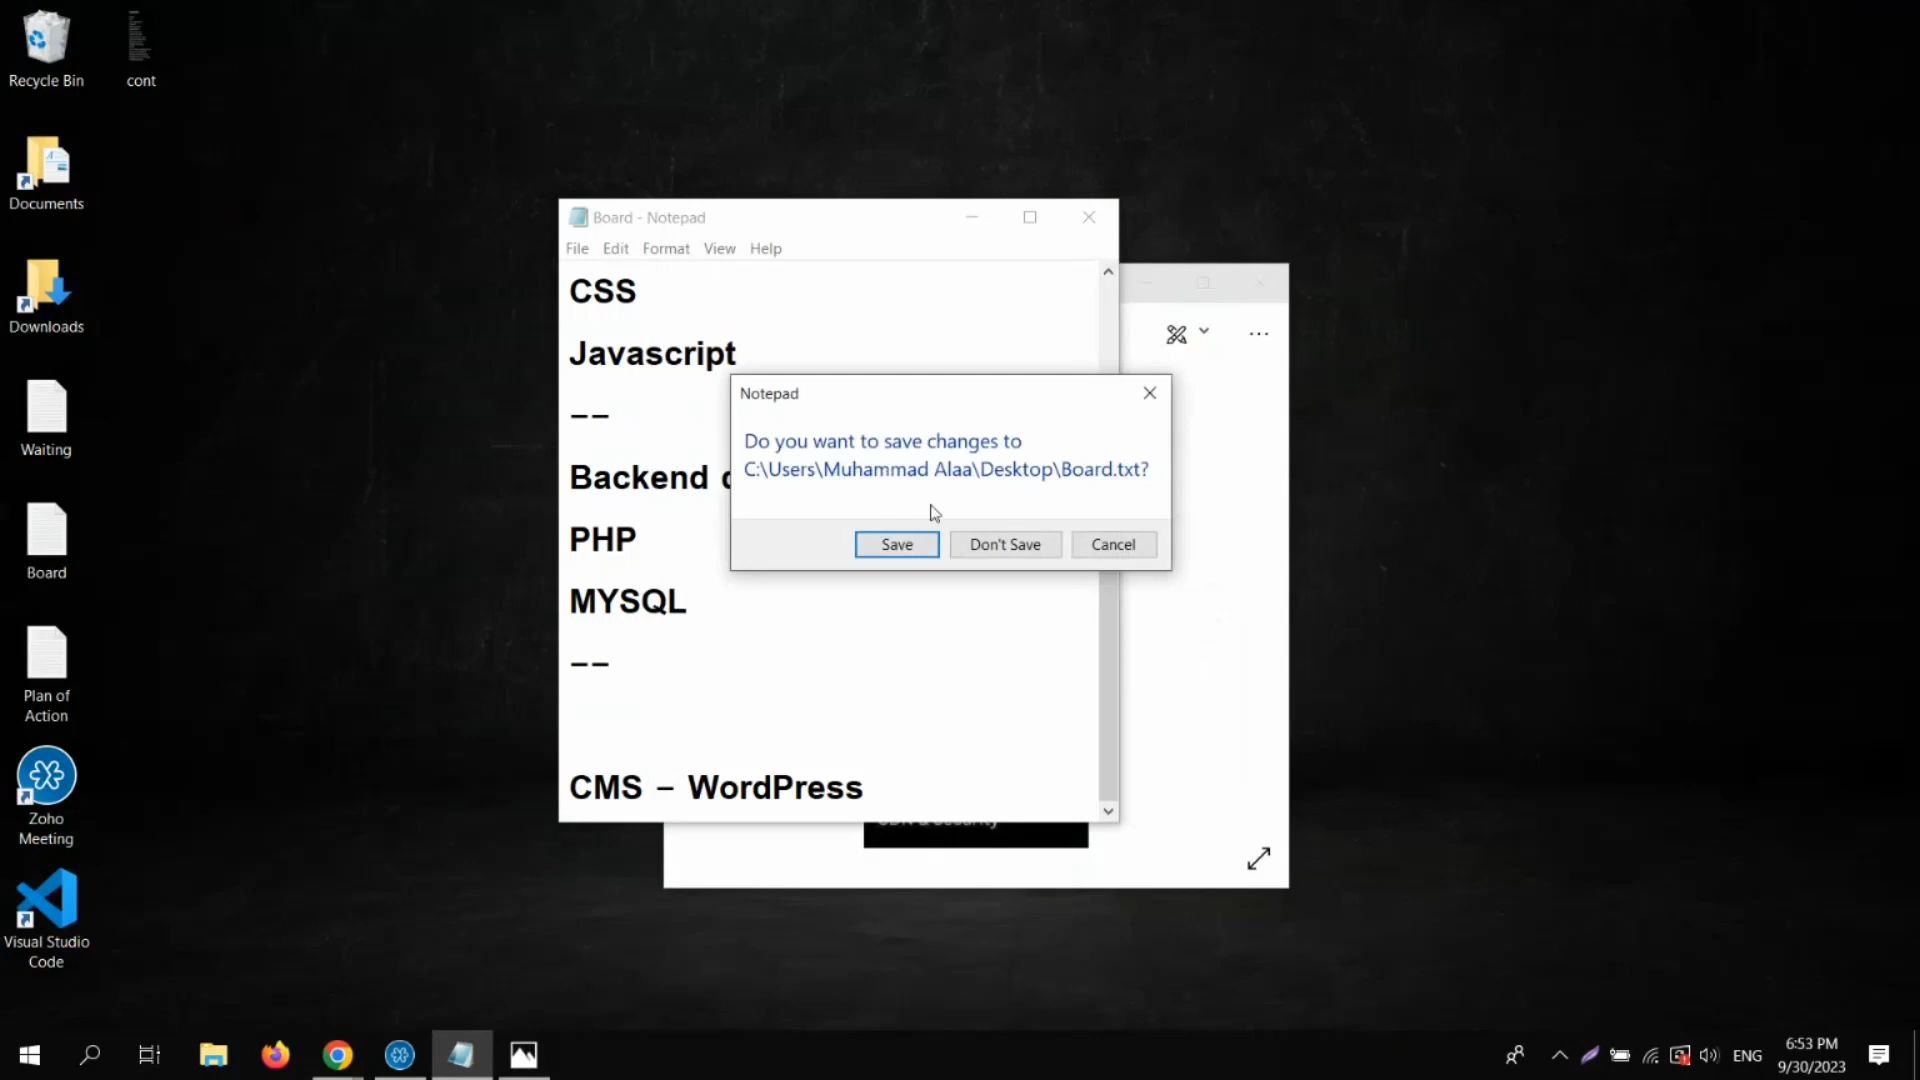 Recycle Bin
cont
Documents
Downloads
Waiting
Board
Plan of
Action
Zoho
Meeting
Visual Studio
Code
Board - Notepad
File Edit Format View Help
CSS
Javascript
--
Backend
PHP
MYSQL
--
CMS - WordPress
Notepad
Do you want to save changes to
C:\Users\Muhammad Alaa\Desktop\Board.txt?
Save Don't Save Cancel
& Security
ENG
6:53 PM
9/30/2023